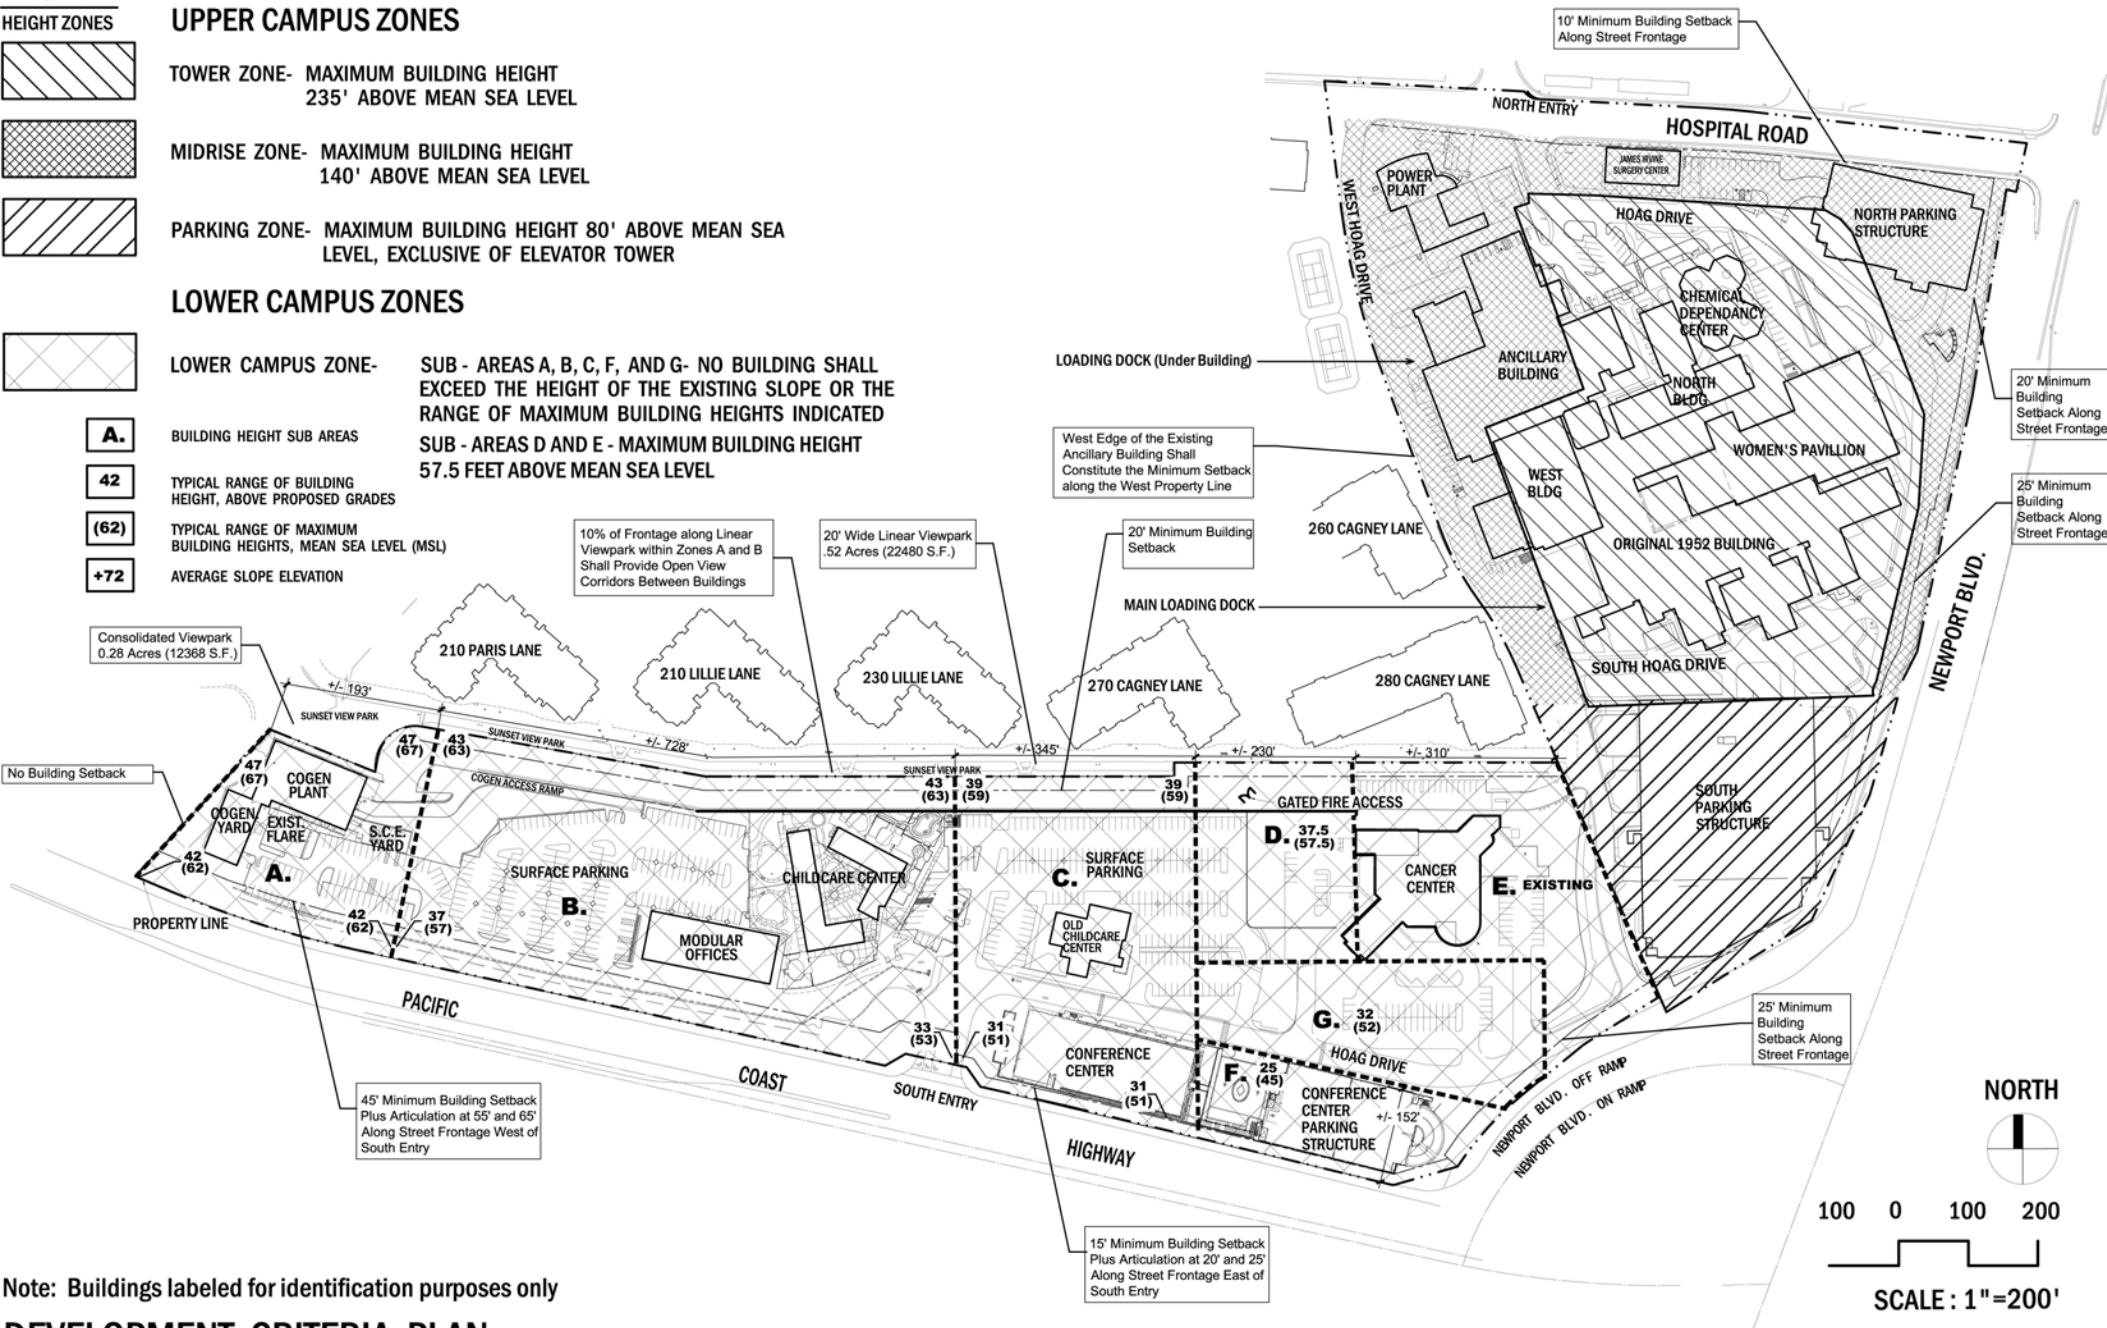 HEIGHT ZONES
UPPER CAMPUS ZONES
TOWER ZONE- MAXIMUM BUILDING HEIGHT
235' ABOVE MEAN SEA LEVEL
MIDRISE ZONE- MAXIMUM BUILDING HEIGHT
140' ABOVE MEAN SEA LEVEL
PARKING ZONE- MAXIMUM BUILDING HEIGHT 80' ABOVE MEAN SEA
LEVEL, EXCLUSIVE OF ELEVATOR TOWER
LOWER CAMPUS ZONES
LOWER CAMPUS ZONE-
SUB - AREAS A, B, C, F, AND G- NO BUILDING SHALL
EXCEED THE HEIGHT OF THE EXISTING SLOPE OR THE
RANGE OF MAXIMUM BUILDING HEIGHTS INDICATED
SUB - AREAS D AND E - MAXIMUM BUILDING HEIGHT
57.5 FEET ABOVE MEAN SEA LEVEL
A.
BUILDING HEIGHT SUB AREAS
42
TYPICAL RANGE OF BUILDING
HEIGHT, ABOVE PROPOSED GRADES
(62)
TYPICAL RANGE OF MAXIMUM
BUILDING HEIGHTS, MEAN SEA LEVEL (MSL)
+72
AVERAGE SLOPE ELEVATION
10' Minimum Building Setback
Along Street Frontage
NORTH ENTRY
HOSPITAL ROAD
JAMES IRVINE
SURGERY CENTER
POWER
PLANT
WEST HOAG DRIVE
HOAG DRIVE
NORTH PARKING
STRUCTURE
CHEMICAL
DEPENDANCY
CENTER
LOADING DOCK (Under Building)
ANCILLARY
BUILDING
NORTH
BLDG
20' Minimum
Building
Setback Along
Street Frontage
West Edge of the Existing
Ancillary Building Shall
Constitute the Minimum Setback
along the West Property Line
WOMEN'S PAVILLION
WEST
BLDG
25' Minimum
Building
Setback Along
Street Frontage
ORIGINAL 1952 BUILDING
260 CAGNEY LANE
10% of Frontage along Linear
Viewpark within Zones A and B
Shall Provide Open View
Corridors Between Buildings
20' Wide Linear Viewpark
.52 Acres (22480 S.F.)
20' Minimum Building
Setback
MAIN LOADING DOCK
NEWPORT BLVD.
SOUTH HOAG DRIVE
Consolidated Viewpark
0.28 Acres (12368 S.F.)
210 PARIS LANE
210 LILLIE LANE
230 LILLIE LANE
270 CAGNEY LANE
280 CAGNEY LANE
+/- 193'
SUNSET VIEW PARK
47
(67)
43
(63)
SUNSET VIEW PARK
+/- 728'
+/-345'
+/- 230'
+/-310'
No Building Setback
47
(67)
COGEN
PLANT
COGEN ACCESS RAMP
SUNSET VIEW PARK
43
(63)
39
(59)
39
(59)
GATED FIRE ACCESS
SOUTH
PARKING
STRUCTURE
COGEN.
YARD
EXIST.
FLARE
S.C.E.
YARD
D.
37.5
(57.5)
42
(62)
A.
SURFACE PARKING
B.
CHILDCARE CENTER
C.
SURFACE
PARKING
CANCER
CENTER
E. EXISTING
PROPERTY LINE
42
(62)
37
(57)
MODULAR
OFFICES
OLD
CHILDCARE
CENTER
PACIFIC
COAST
HIGHWAY
33
(53)
31
(51)
SOUTH ENTRY
CONFERENCE
CENTER
31
(51)
G.
32
(52)
HOAG DRIVE
F.
25
(45)
CONFERENCE
CENTER
PARKING
STRUCTURE
+/- 152'
NEWPORT BLVD. OFF RAMP
NEWPORT BLVD. ON RAMP
25' Minimum
Building
Setback Along
Street Frontage
45' Minimum Building Setback
Plus Articulation at 55' and 65'
Along Street Frontage West of
South Entry
15' Minimum Building Setback
Plus Articulation at 20' and 25'
Along Street Frontage East of
South Entry
NORTH
100 0 100 200
SCALE : 1"=200'
Note: Buildings labeled for identification purposes only
DEVELOPMENT CRITERIA PLAN